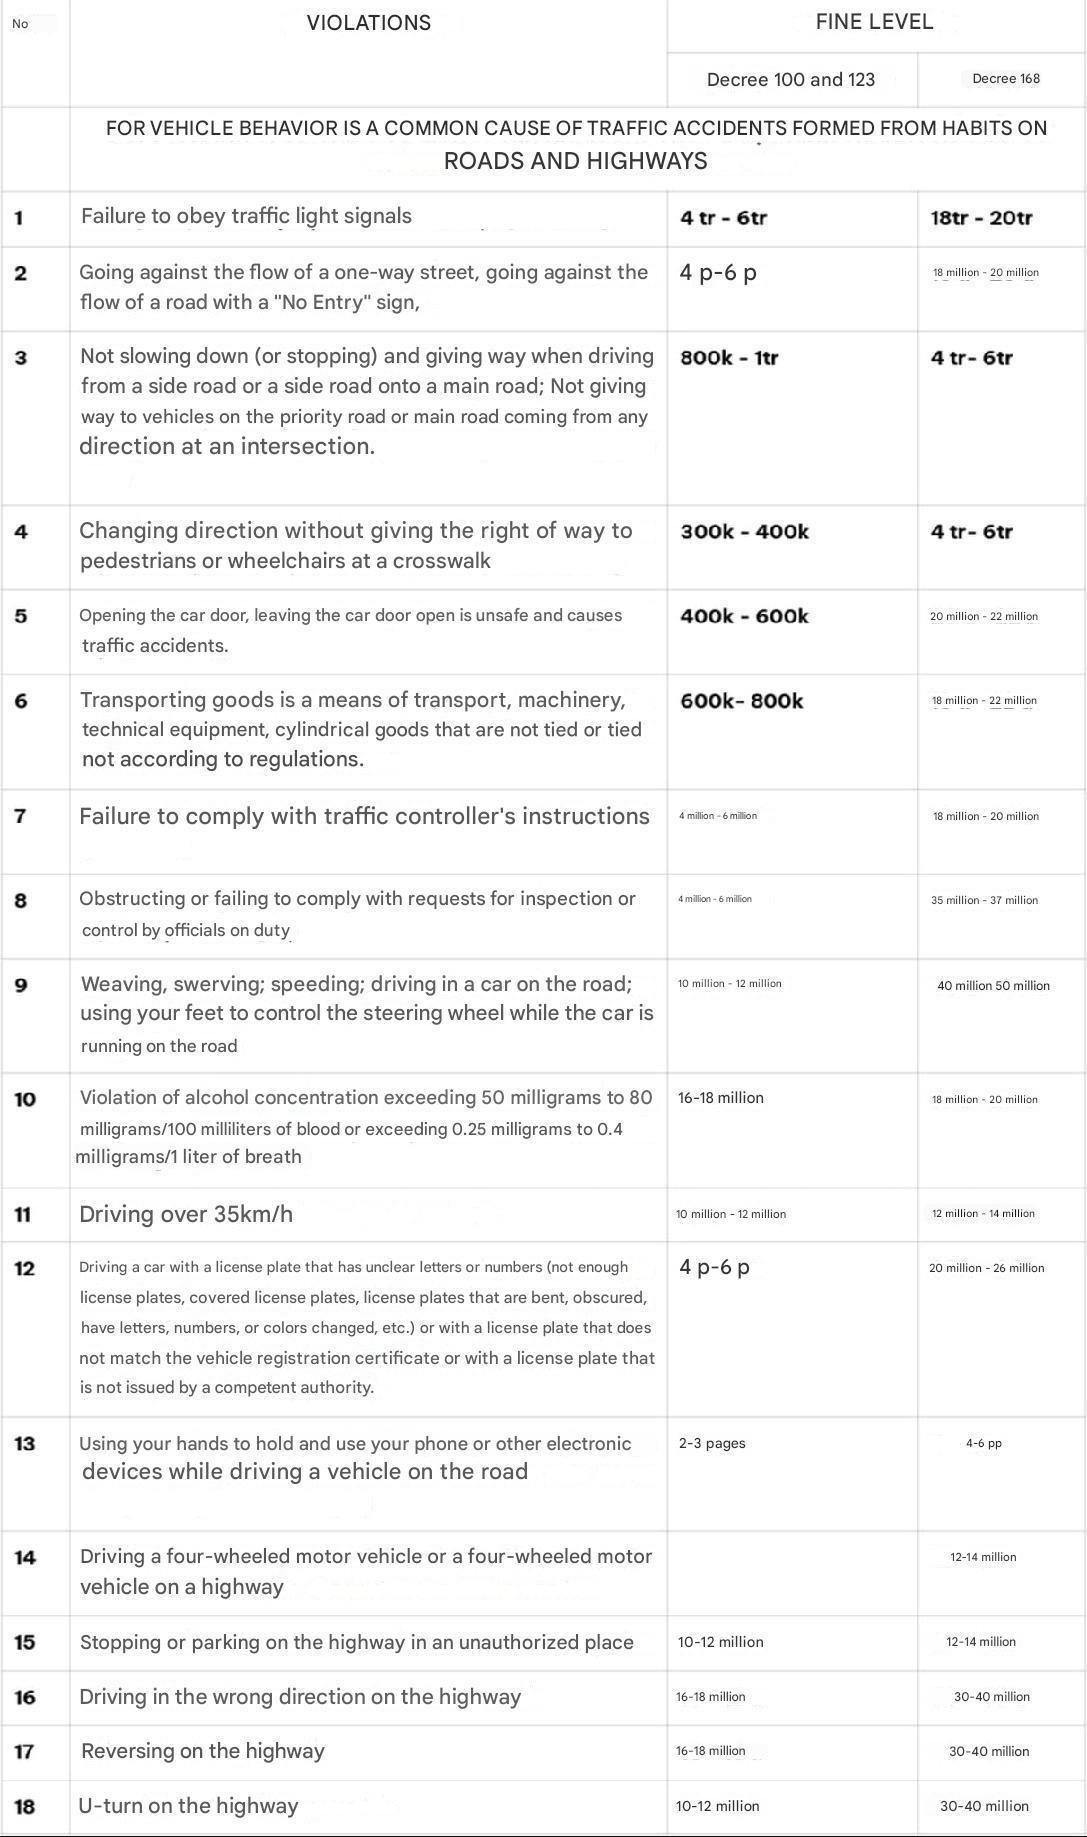 No
VIOLATIONS
FINE LEVEL
Decree 100 and 123
Decree 168
FOR VEHICLE BEHAVIOR IS A COMMON CAUSE OF TRAFFIC ACCIDENTS FORMED FROM HABITS ON
ROADS AND HIGHWAYS
1
Failure to obey traffic light signals
4 tr - 6tr
18tr - 20tr
2
Going against the flow of a one-way street, going against the
flow of a road with a "No Entry" sign,
4 p-6 p
18 million - 20 million
3
Not slowing down (or stopping) and giving way when driving
from a side road or a side road onto a main road; Not giving
way to vehicles on the priority road or main road coming from any
direction at an intersection.
800k - 1tr
4 tr- 6tr
4
Changing direction without giving the right of way to
pedestrians or wheelchairs at a crosswalk
300k - 400k
4 tr- 6tr
5
Opening the car door, leaving the car door open is unsafe and causes
traffic accidents.
400k - 600k
20 million - 22 million
6
Transporting goods is a means of transport, machinery,
technical equipment, cylindrical goods that are not tied or tied
not according to regulations.
600k- 800k
18 million - 22 million
7
Failure to comply with traffic controller's instructions
4 million - 6 million
18 million - 20 million
8
Obstructing or failing to comply with requests for inspection or
control by officials on duty
4 million - 6 million
35 million - 37 million
9
Weaving, swerving; speeding; driving in a car on the road;
using your feet to control the steering wheel while the car is
running on the road
10 million - 12 million
40 million 50 million
10
Violation of alcohol concentration exceeding 50 milligrams to 80
milligrams/100 milliliters of blood or exceeding 0.25 milligrams to 0.4
milligrams/1 liter of breath
16-18 million
18 million - 20 million
11
Driving over 35km/h
10 million - 12 million
12 million - 14 million
12
Driving a car with a license plate that has unclear letters or numbers (not enough
license plates, covered license plates, license plates that are bent, obscured,
have letters, numbers, or colors changed, etc.) or with a license plate that does
not match the vehicle registration certificate or with a license plate that
is not issued by a competent authority.
4 p-6 p
20 million - 26 million
13
Using your hands to hold and use your phone or other electronic
devices while driving a vehicle on the road
2-3 pages
4-6 pp
14
Driving a four-wheeled motor vehicle or a four-wheeled motor
vehicle on a highway
12-14 million
15
Stopping or parking on the highway in an unauthorized place
10-12 million
12-14 million
16
Driving in the wrong direction on the highway
16-18 million
30-40 million
17
Reversing on the highway
16-18 million
30-40 million
18
U-turn on the highway
10-12 million
30-40 million